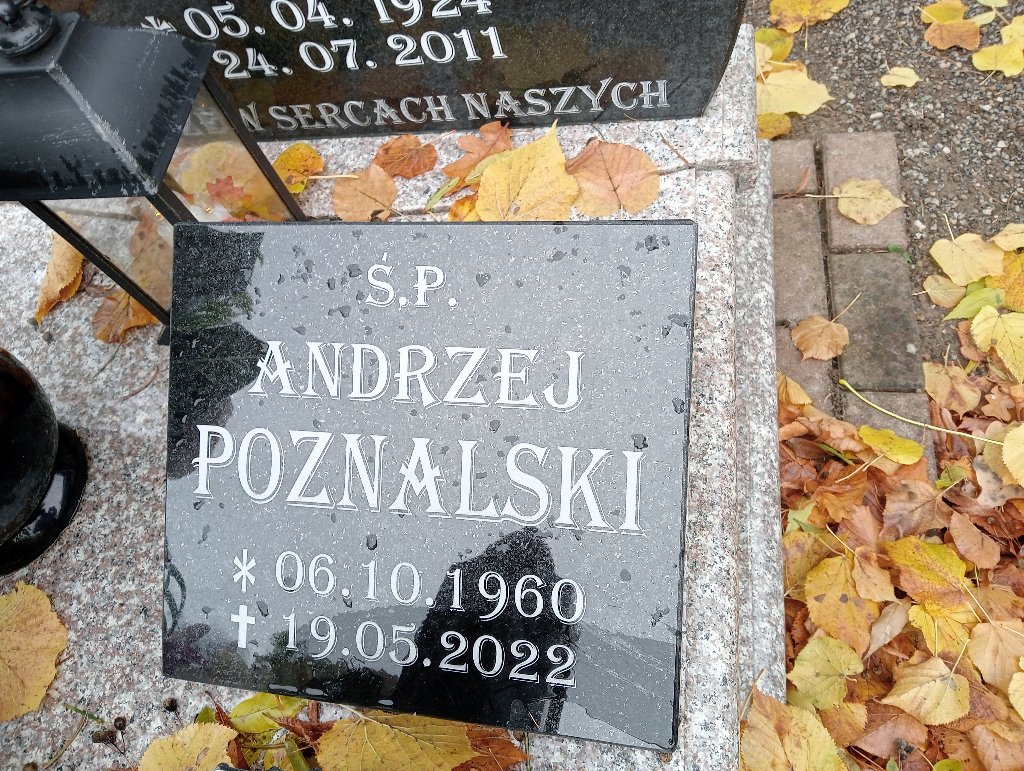 * 05. 04. 1924
24. 07. 2011
W SERCACH NASZYCH
Ś.P.
ANDRZEJ
POZNALSKI
* 06.10.1960
✝ 19.05.2022